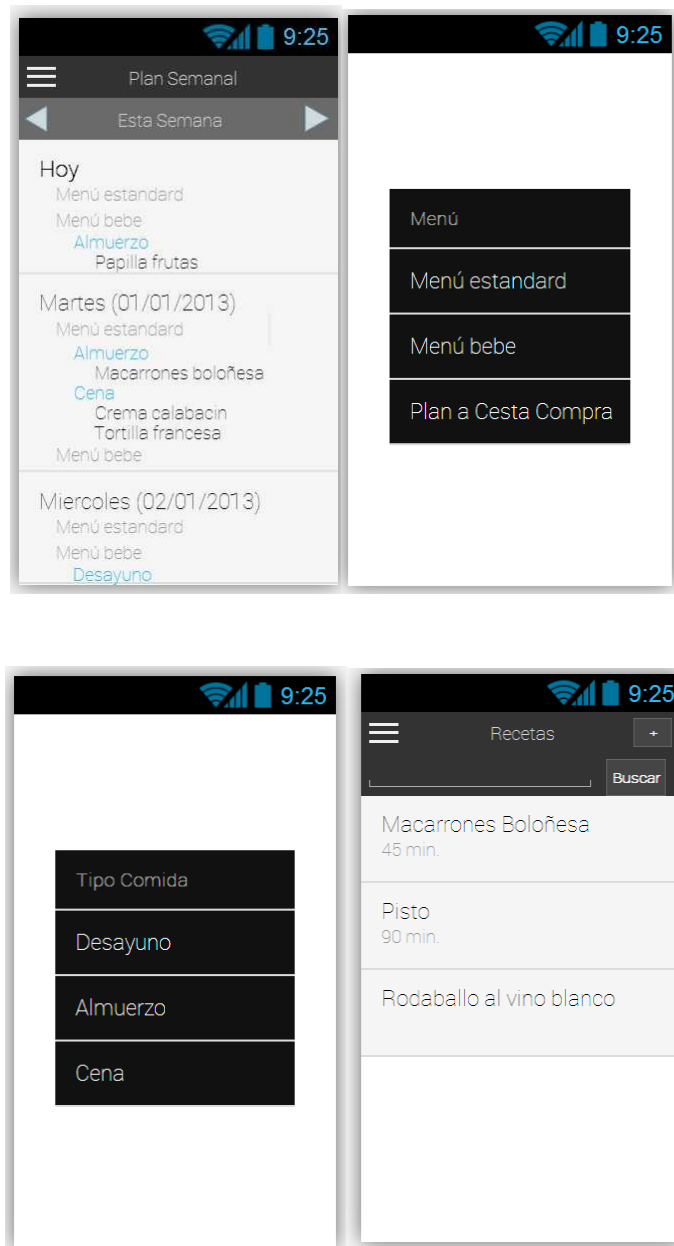 9:25
Plan Semanal
Esta Semana
Hoy
Menú estandard
Menú bebe
Almuerzo
Papilla frutas
Martes (01/01/2013)
Menú estandard
Almuerzo
Macarrones boloñesa
Cena
Crema calabacin
Tortilla francesa
Menú bebe
Miercoles (02/01/2013)
Menú estandard
Menú bebe
Desayuno
9:25
Menú
Menú estandard
Menú bebe
Plan a Cesta Compra
9:25
Tipo Comida
Desayuno
Almuerzo
Cena
9:25
Recetas
+
Buscar
Macarrones Boloñesa
45 min.
Pisto
90 min.
Rodaballo al vino blanco